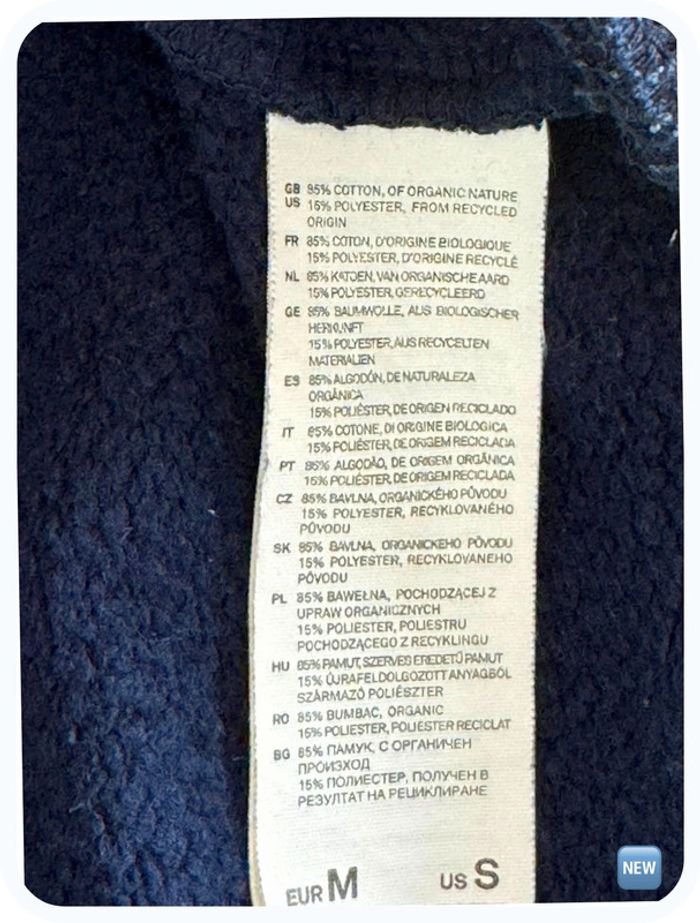 GB 85% COTTON, OF ORGANIC NATURE
US 15% POLYESTER, FROM RECYCLED
ORIGIN
FR 85% COTON, D'ORIGINE BIOLOGIQUE
15% POLYESTER, D'ORIGINE RECYCLÉ
NL 85% KATOEN, VAN ORGANISCHE AARD
15% POLYESTER, GERECYCLEERD
GE 85% BAUMWOLLE, AUS BIOLOGISCHER
HERKUNFT
15% POLYESTER, AUS RECYCELTEN
MATERIALIEN
ES 85% ALGODÓN, DE NATURALEZA
ORGÁNICA
15% POLIÉSTER, DE ORIGEN RECICLADO
IT 85% COTONE, DI ORIGINE BIOLOGICA
15% POLIÉSTER, DE ORIGEM RECICLADA
PT 85% ALGODÃO, DE ORIGEM ORGÂNICA
15% POLIÉSTER, DE ORIGEM RECICLADA
CZ 85% BAVLNA, ORGANICKÉHO PŮVODU
15% POLYESTER, RECYKLOVANÉHO
PŮVODU
SK 85% BAVLNA, ORGANICKEHO PÔVODU
15% POLYESTER, RECYKLOVANEHO
PÔVODU
PL 85% BAWEŁNA, POCHODZĄCEJ Z
UPRAW ORGANICZNYCH
15% POLIESTER, POLIESTRU
POCHODZĄCEGO Z RECYKLINGU
HU 85% PAMUT, SZERVES EREDETŰ PAMUT
15% ÚJRAFELDOLGOZOTT ANYAGBÓL
SZÁRMAZÓ POLIÉSZTER
RO 85% BUMBAC, ORGANIC
15% POLIESTER, POLIESTER RECICLAT
BG 85% ПАМУК, С ОРГАНИЧЕН
ПРОИЗХОД
15% ПОЛИЕСТЕР, ПОЛУЧЕН В
РЕЗУЛТАТ НА РЕЦИКЛИРАНЕ
EUR M US S
NEW